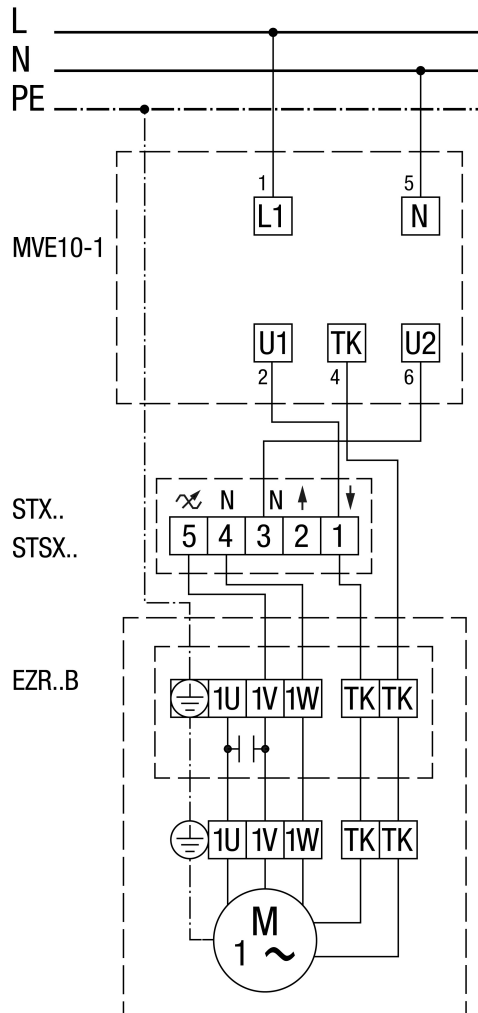 L
N
PE
1 5
L1 N
MVE10-1
U1 TK U2
2 4 6
N N
STX..
5 4 3 2 1
STSX..
EZR..B
1U 1V 1W TK TK
1U 1V 1W TK TK
M
1 ~